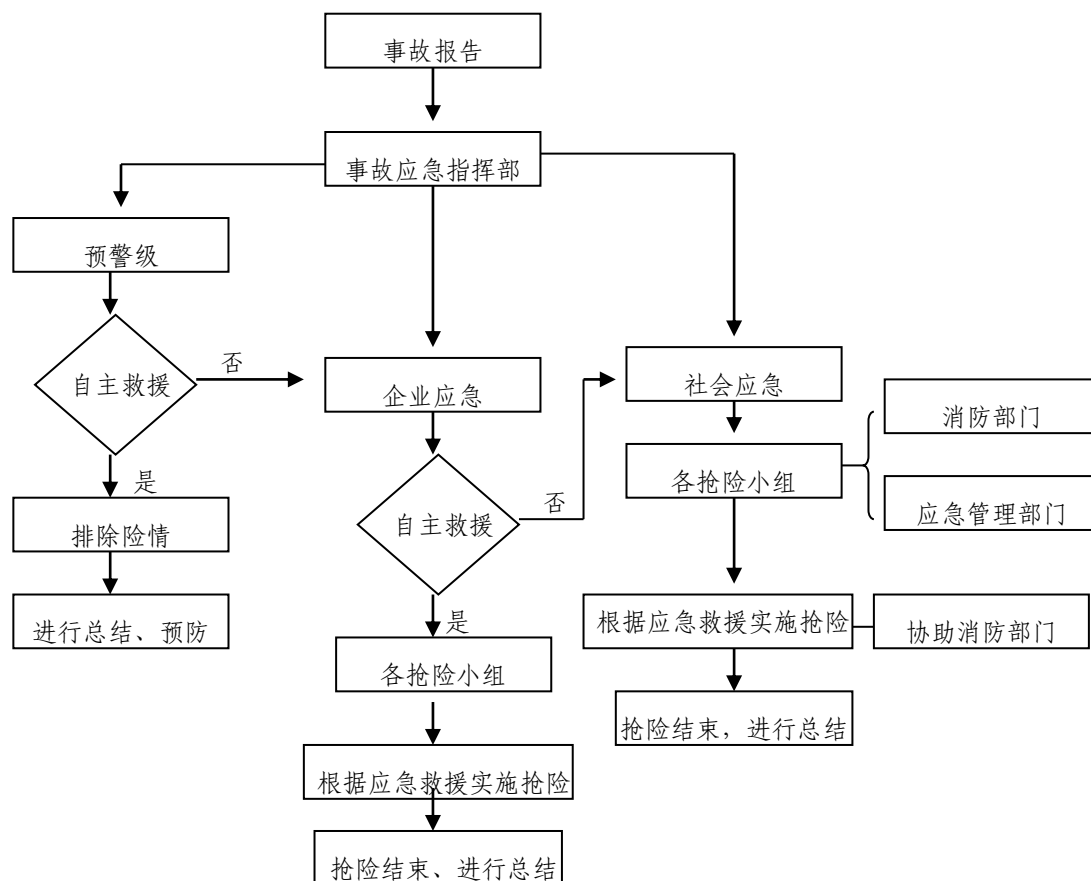 事故报告
事故应急指挥部
预警级
自主救援
否
是
排除险情
进行总结、预防
企业应急
自主救援
否
是
各抢险小组
根据应急救援实施抢险
抢险结束、进行总结
社会应急
各抢险小组
消防部门
应急管理部门
根据应急救援实施抢险
协助消防部门
抢险结束，进行总结